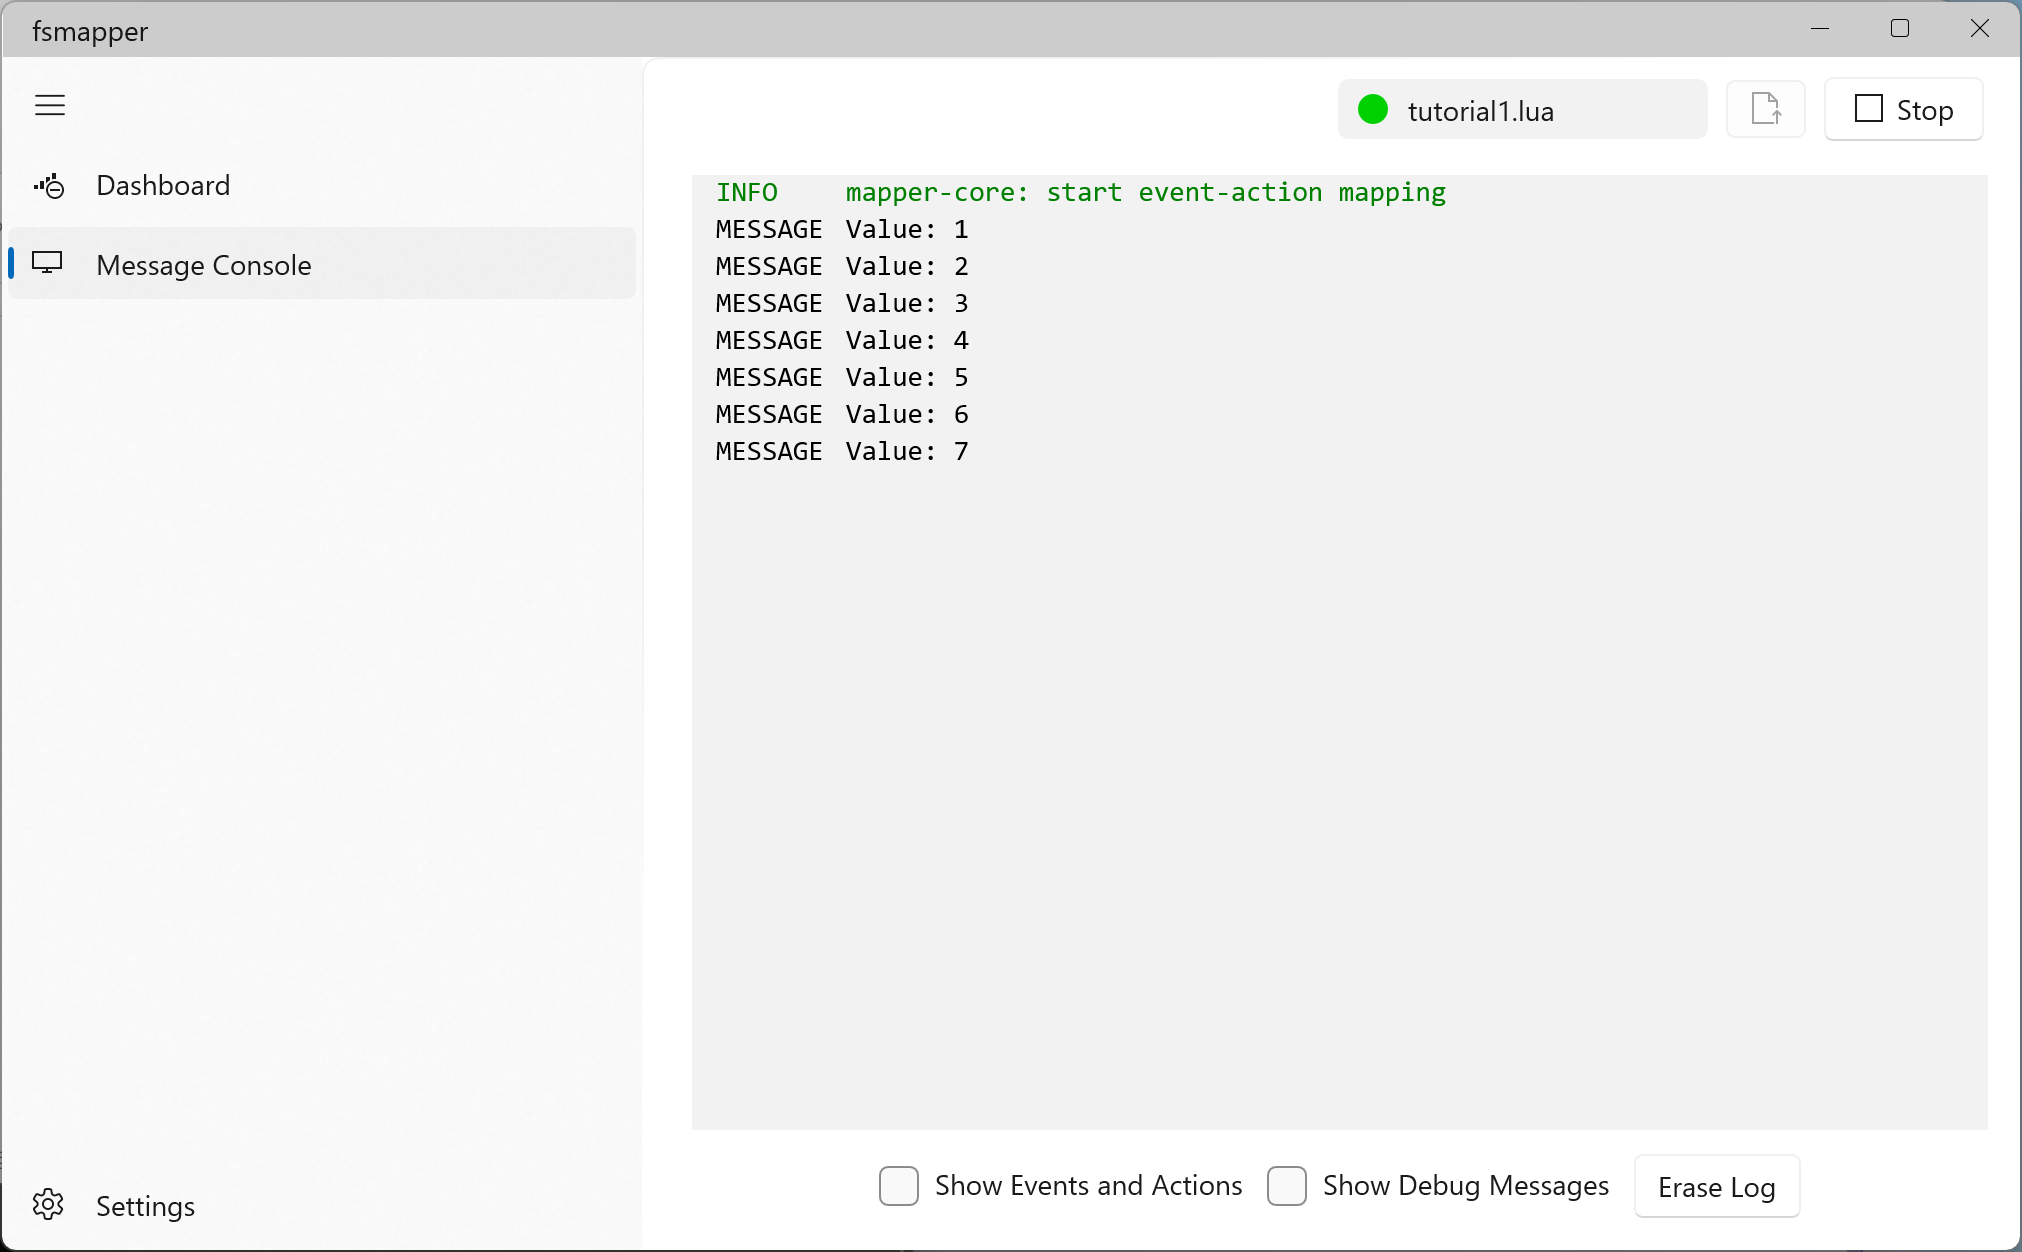 fsmapper
tutorial1.lua
Stop
Dashboard
Message Console
INFO mapper-core: start event-action mapping
MESSAGE Value: 1
MESSAGE Value: 2
MESSAGE Value: 3
MESSAGE Value: 4
MESSAGE Value: 5
MESSAGE Value: 6
MESSAGE Value: 7
Show Events and Actions
Show Debug Messages
Erase Log
Settings